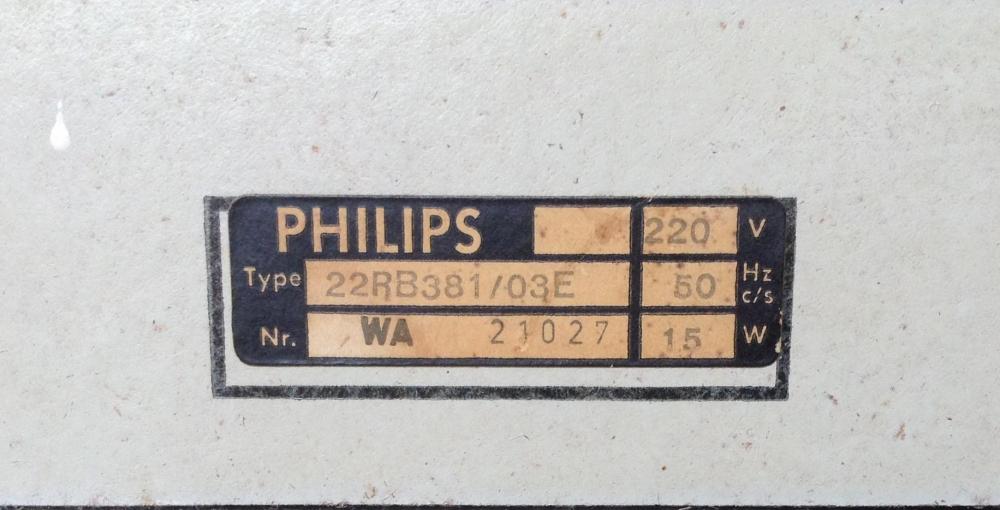 PHILIPS 220 V
Type 22RB381/03E 50 Hz c/s
Nr. WA 21027 15 W